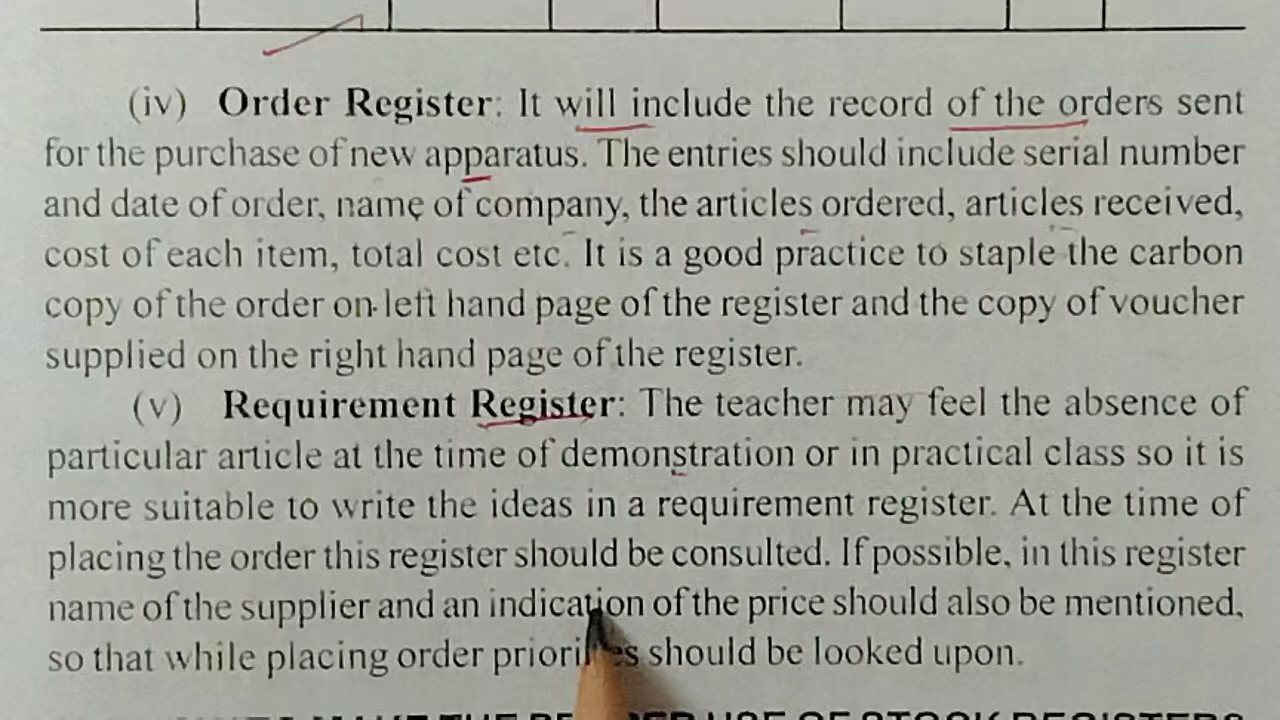 (iv) Order Register: It will include the record of the orders sent
for the purchase of new apparatus. The entries should include serial number
and date of order, name of company, the articles ordered, articles received,
cost of each item, total cost etc. It is a good practice to staple the carbon
copy of the order on left hand page of the register and the copy of voucher
supplied on the right hand page of the register.
(v) Requirement Register: The teacher may feel the absence of
particular article at the time of demonstration or in practical class so it is
more suitable to write the ideas in a requirement register. At the time of
placing the order this register should be consulted. If possible, in this register
name of the supplier and an indication of the price should also be mentioned,
so that while placing order priorities should be looked upon.
USE OF STOCK REGISTERS